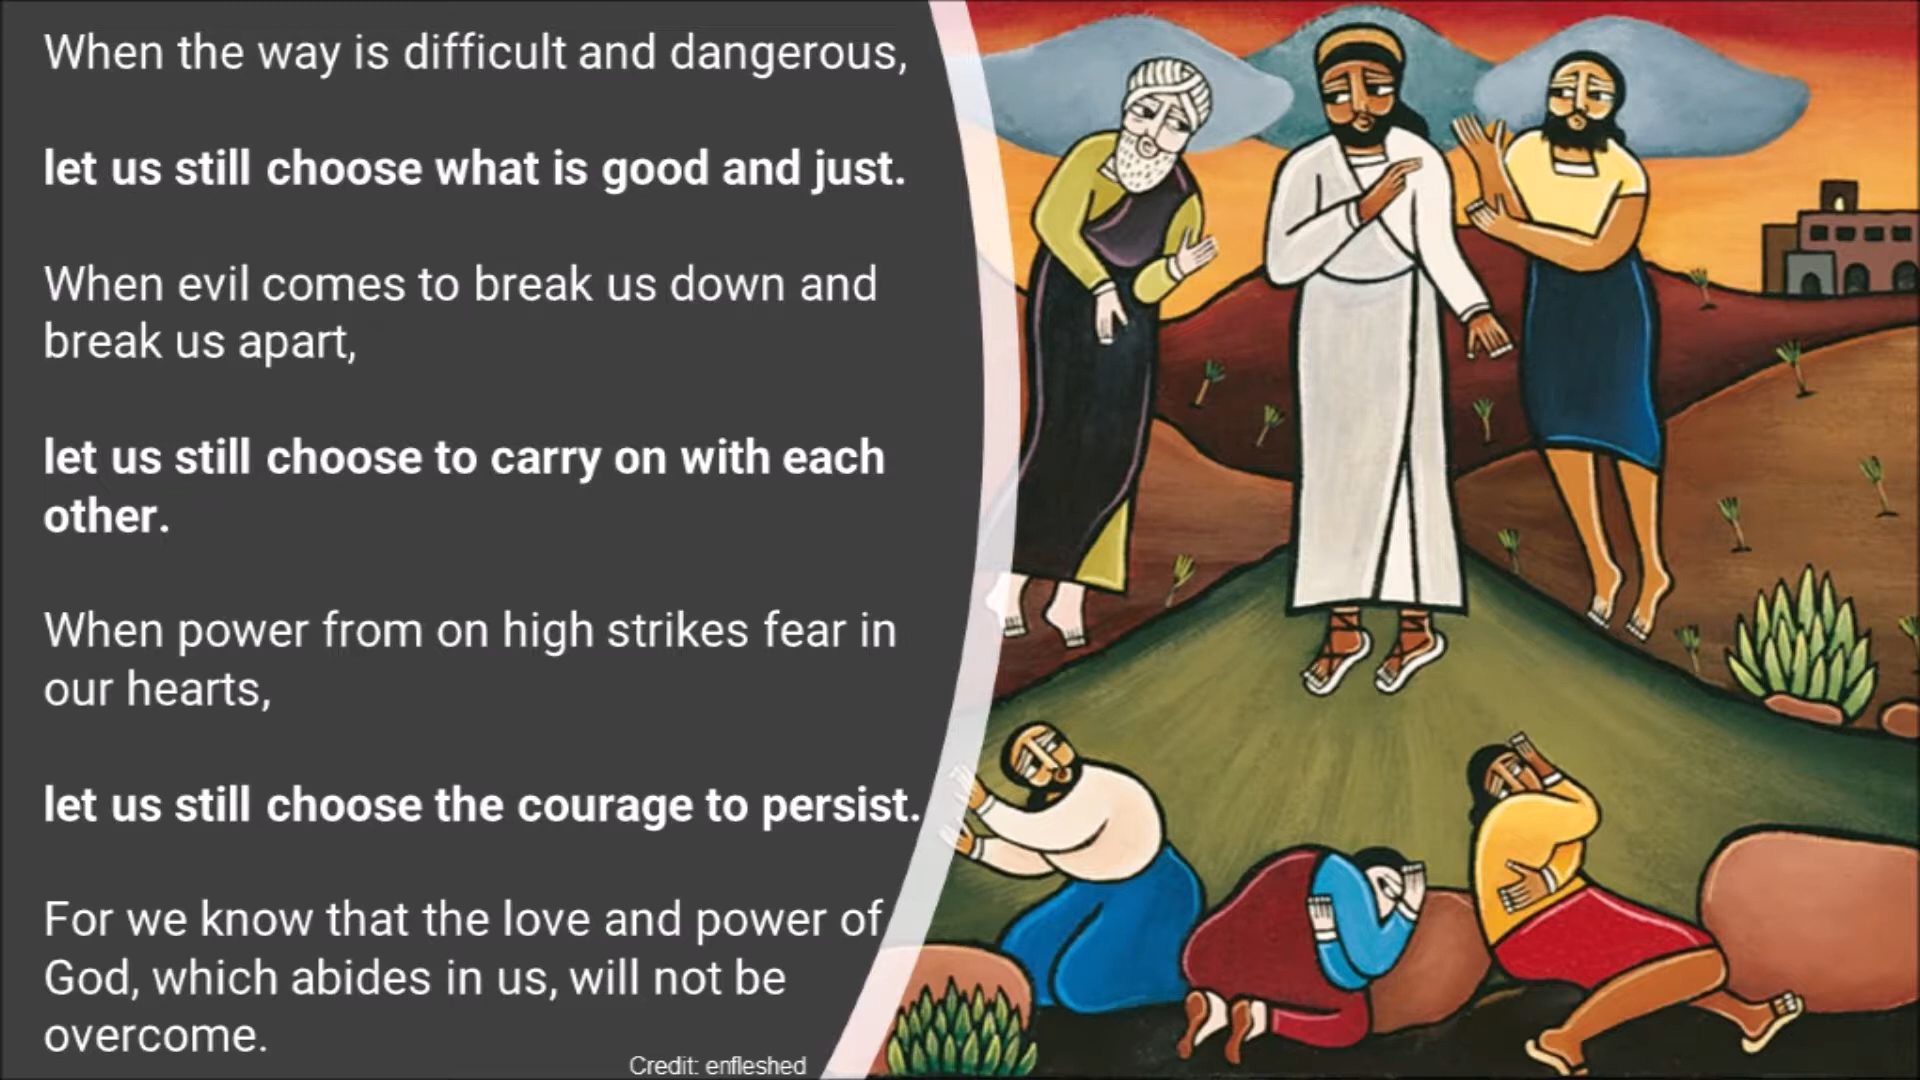 When the way is difficult and dangerous,
let us still choose what is good and just.
When evil comes to break us down and
break us apart,
let us still choose to carry on with each
other.
When power from on high strikes fear in
our hearts,
let us still choose the courage to persist.
For we know that the love and power of
God, which abides in us, will not be
overcome.
Credit: enfleshed